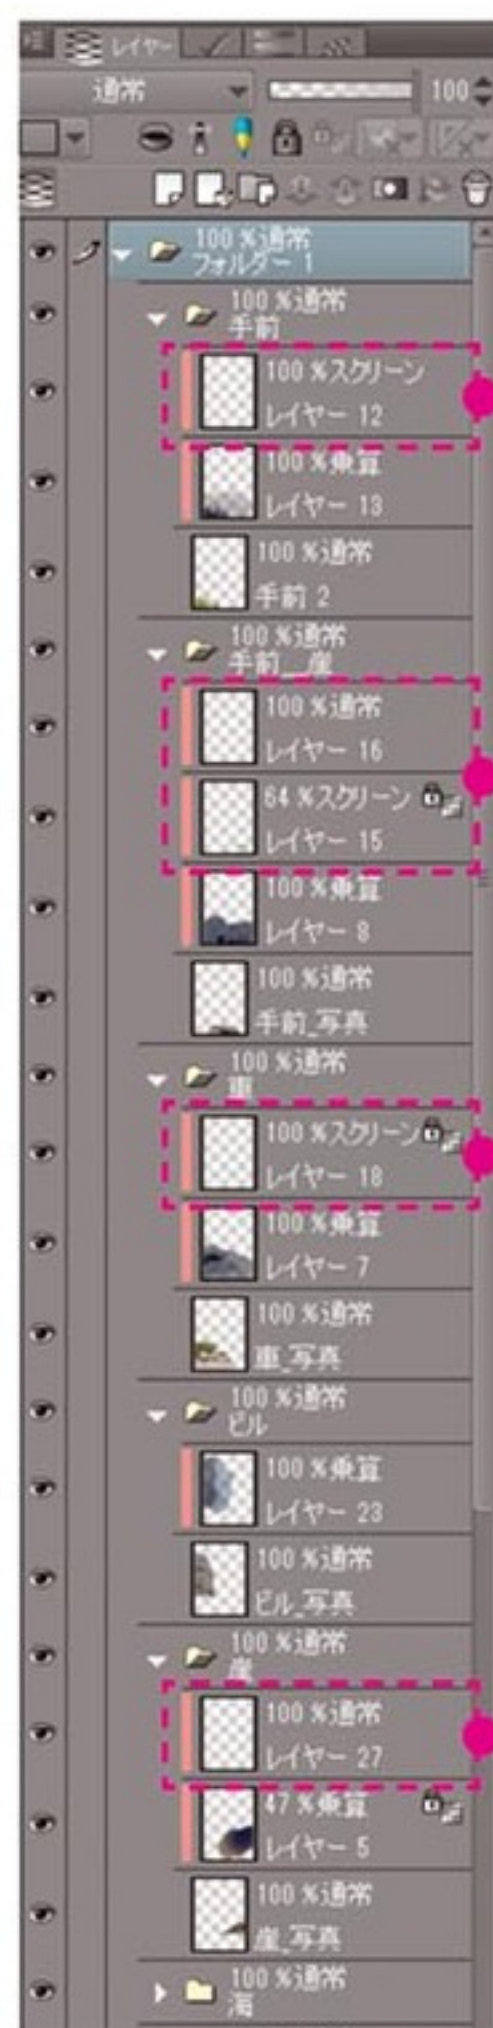 レイヤー
通常
100
100 %通常
フォルダー 1
100 %通常
手前
100 %スクリーン
レイヤー 12
100 %乗算
レイヤー 13
100 %通常
手前 2
100 %通常
手前__崖
100 %通常
レイヤー 16
64 %スクリーン
レイヤー 15
100 %乗算
レイヤー 8
100 %通常
手前_写真
100 %通常
車
100 %スクリーン
レイヤー 18
100 %乗算
レイヤー 7
100 %通常
車_写真
100 %通常
ビル
100 %乗算
レイヤー 23
100 %通常
ビル_写真
100 %通常
崖
100 %通常
レイヤー 27
47 %乗算
レイヤー 5
100 %通常
崖_写真
100 %通常
海